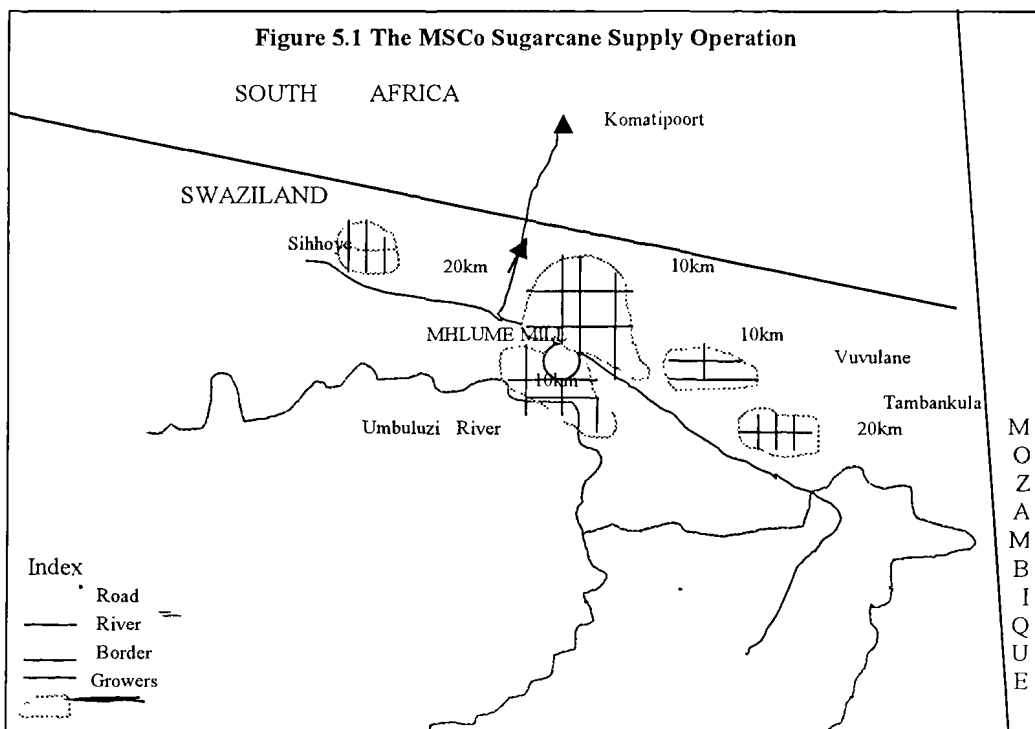 Figure 5.1 The MSCo Sugarcane Supply Operation
SOUTH AFRICA
Komatipoort
SWAZILAND
Sihhoye
20km
10km
MHLUME MILL
10km
Vuvulane
10km
Tambankula
Umbuluzi River
20km
MOZAMBIQUE
Index
Road
River
Border
Growers